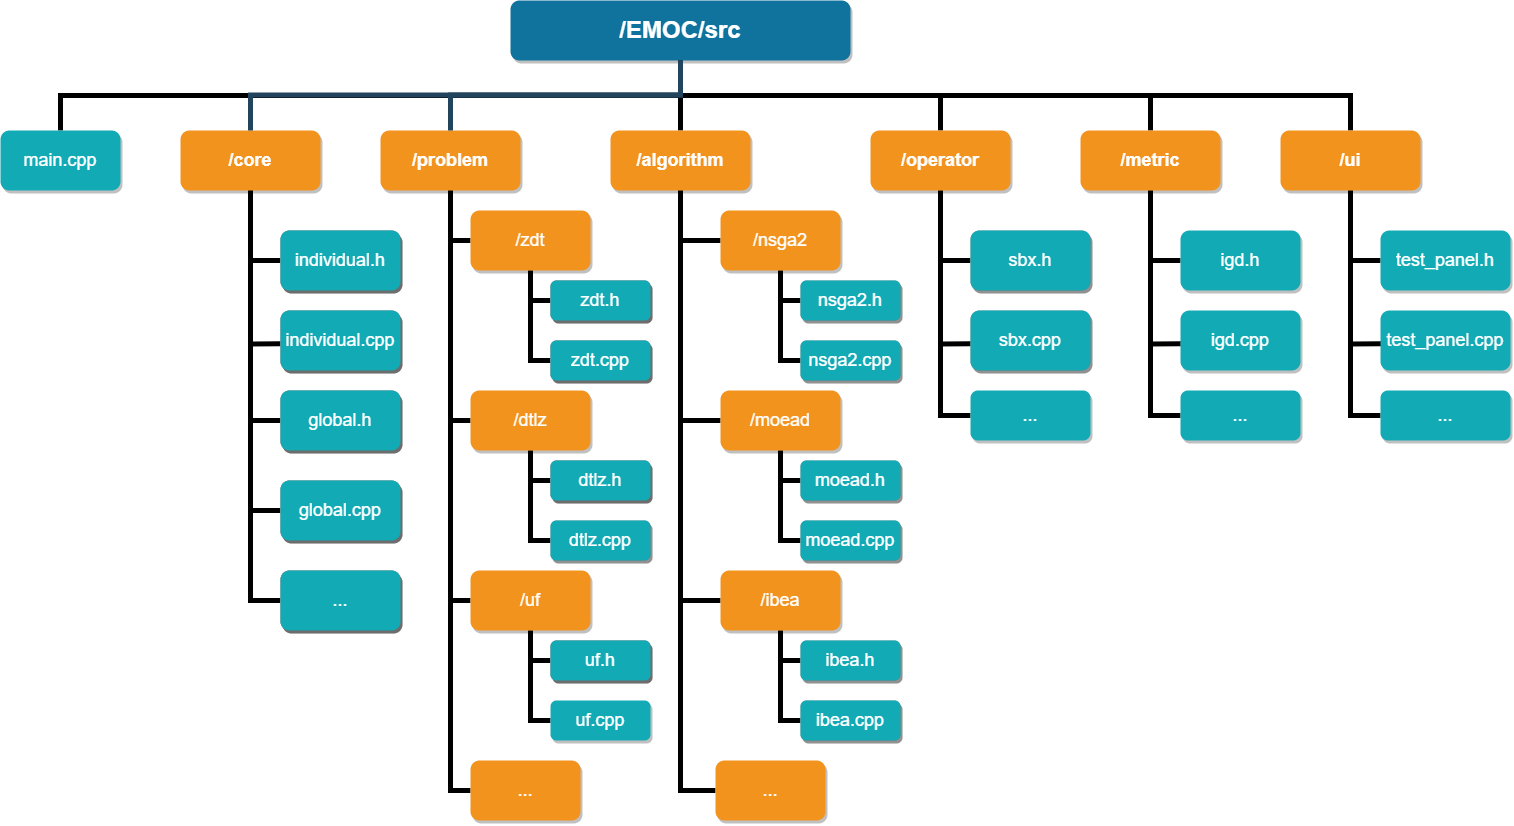 /EMOC/src
main.cpp
/core
/problem
/algorithm
/operator
/metric
/ui
individual.h
individual.cpp
global.h
global.cpp
...
/zdt
zdt.h
zdt.cpp
/dtlz
dtlz.h
dtlz.cpp
/uf
uf.h
uf.cpp
...
/nsga2
nsga2.h
nsga2.cpp
/moead
moead.h
moead.cpp
/ibea
ibea.h
ibea.cpp
...
sbx.h
sbx.cpp
...
igd.h
igd.cpp
...
test_panel.h
test_panel.cpp
...